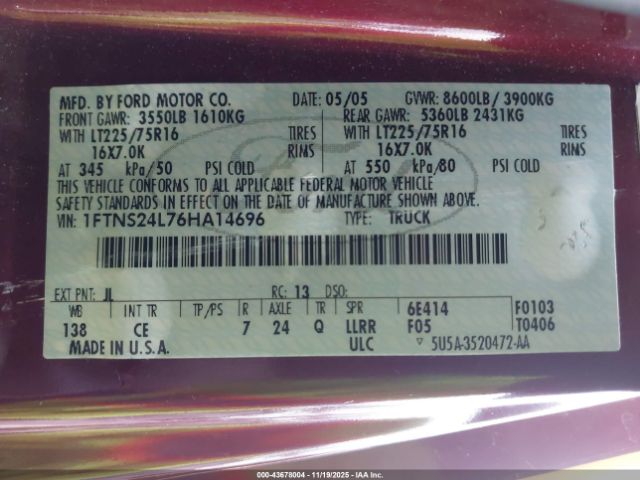 MFD. BY FORD MOTOR CO. DATE: 05/05 GVWR: 8600LB / 3900KG
FRONT GAWR: 3550LB 1610KG REAR GAWR: 5360LB 2431KG
WITH LT225/75R16 TIRES WITH LT225/75R16 TIRES
16X7.0K RIMS 16X7.0K RIMS
AT 345 kPa/50 PSI COLD AT 550 kPa/80 PSI COLD
THIS VEHICLE CONFORMS TO ALL APPLICABLE FEDERAL MOTOR VEHICLE
SAFETY STANDARDS IN EFFECT ON THE DATE OF MANUFACTURE SHOWN ABOVE.
VIN: 1FTNS24L76HA14696 TYPE: TRUCK
EXT PNT: JL RC: 13 DSO:
WB INT TR TP/PS R AXLE TR SPR 6E414 F0103
138 CE 7 24 Q LLRR F05 T0406
MADE IN U.S.A. ULC 5U5A-3520472-AA
000-43678004 - 11/19/2025 - IAAI.com